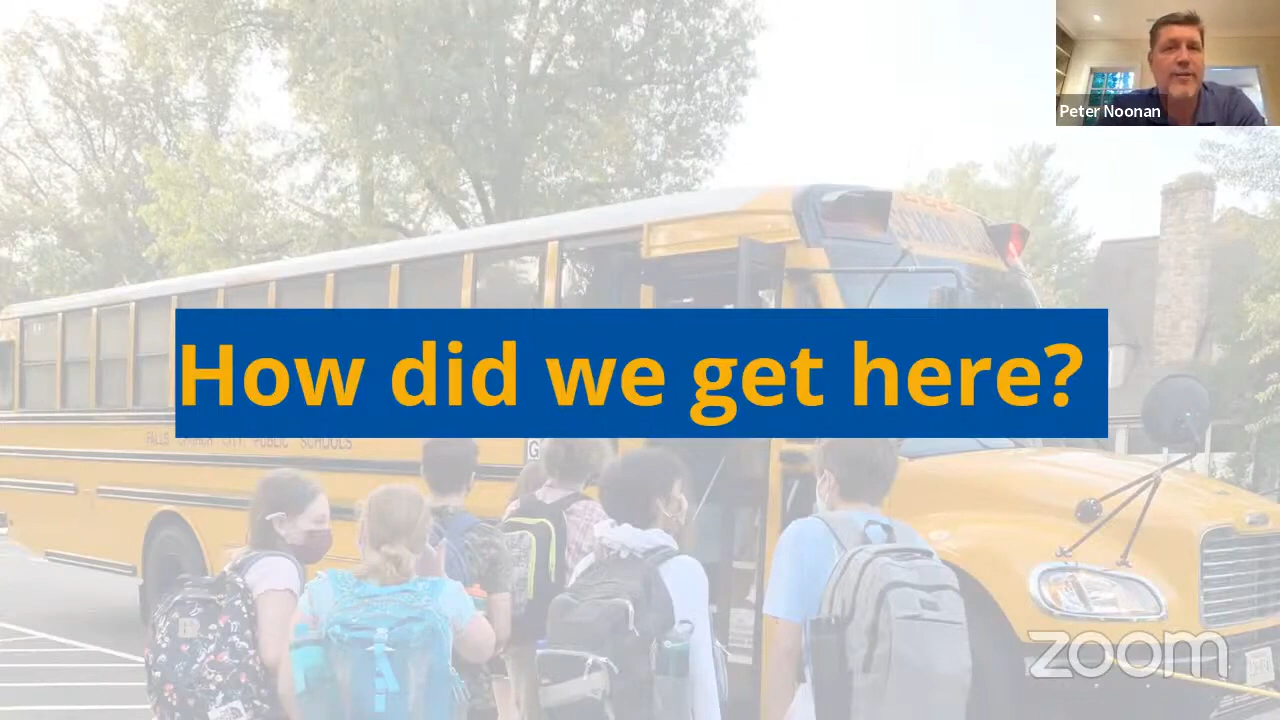 Peter Noonan
How did we get here?
FALLS CHURCH CITY PUBLIC SCHOOLS
G
zoom